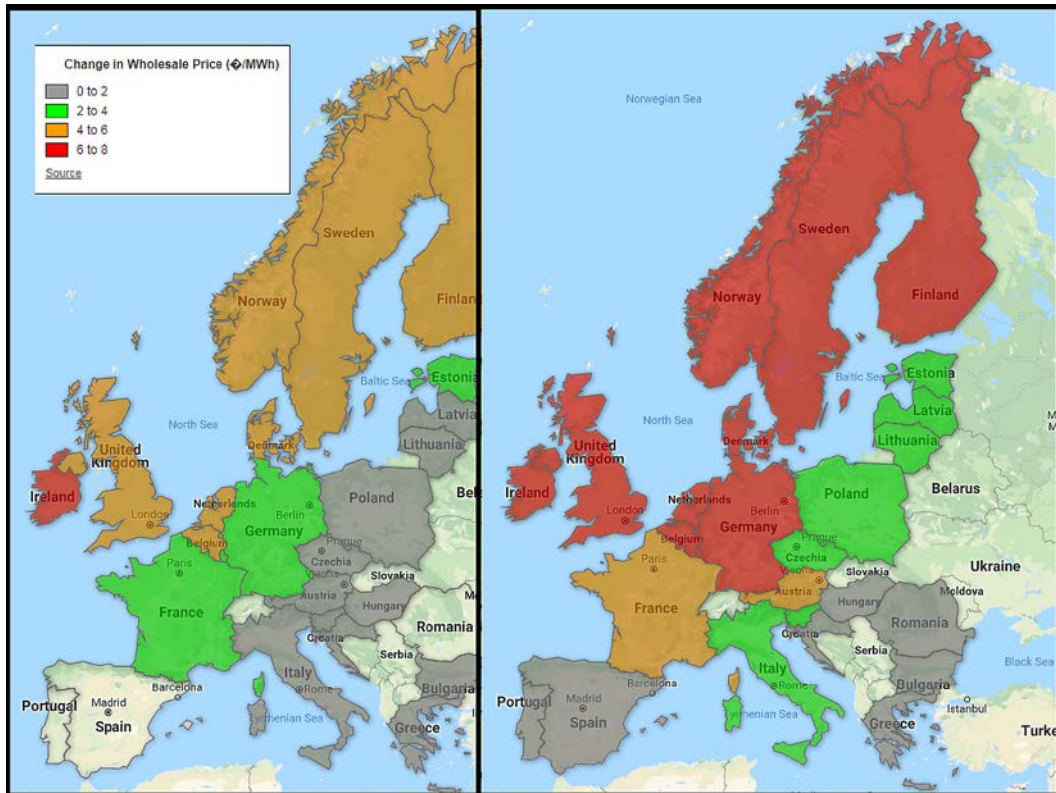 Change in Wholesale Price (�/MWh)
0 to 2
2 to 4
4 to 6
6 to 8
Source
Sweden
Norway
Finland
Baltic Sea
Estonia
Latvia
Lithuania
North Sea
United
Kingdom
Denmark
Ireland
London
Netherlands
Berlin
Germany
Poland
Bel
Belgium
Prague
Czechia
Paris
Vienna
Slovakia
Austria
France
Hungary
Romania
Croatia
Serbia
Italy
Barcelona
Rome
Bulgaria
Portugal
Madrid
Spain
Tyrrhenian Sea
Greece
Norwegian Sea
Sweden
Norway
Finland
Baltic Sea
Estonia
Latvia
M
M
North Sea
Lithuania
United
Kingdom
Denmark
Ireland
Belarus
London
Netherlands
Berlin
Germany
Poland
Belgium
Prague
Czechia
Paris
Vienna
Slovakia
Ukraine
Austria
France
Hungary
Moldova
Romania
Croatia
Serbia
Black Sea
Italy
Barcelona
Rome
Bulgaria
Portugal
Madrid
Istanbul
Spain
Tyrrhenian Sea
Greece
Turke